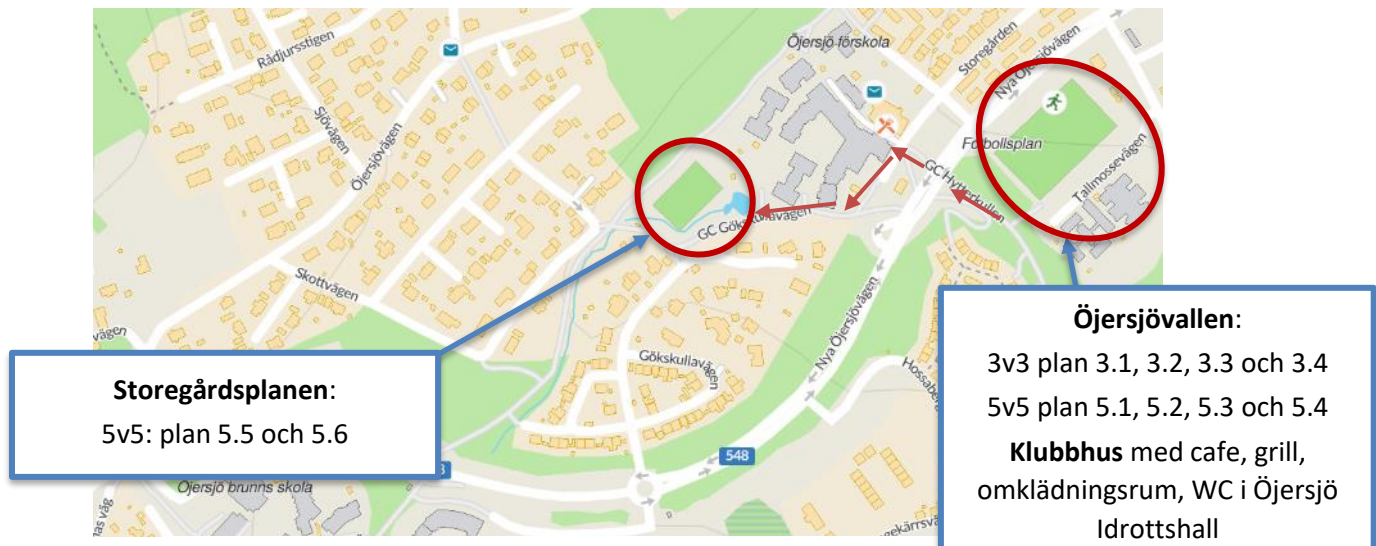 Rådjursstigen
Öjersjö förskola
Storegården
Nya Öjersjövägen
Sjövägen
Öjersjövägen
Fotbollsplan
Tallmossevägen
GC Hytterkullen
GC Gökskullavägen
Skottvägen
vägen
Nya Öjersjövägen
Gökskullavägen
Hossaberg
548
Öjersjö brunns skola
Storegårdsplanen:
5v5: plan 5.5 och 5.6
Öjersjövallen:
3v3 plan 3.1, 3.2, 3.3 och 3.4
5v5 plan 5.1, 5.2, 5.3 och 5.4
Klubbhus med cafe, grill,
omklädningsrum, WC i Öjersjö
Idrottshall